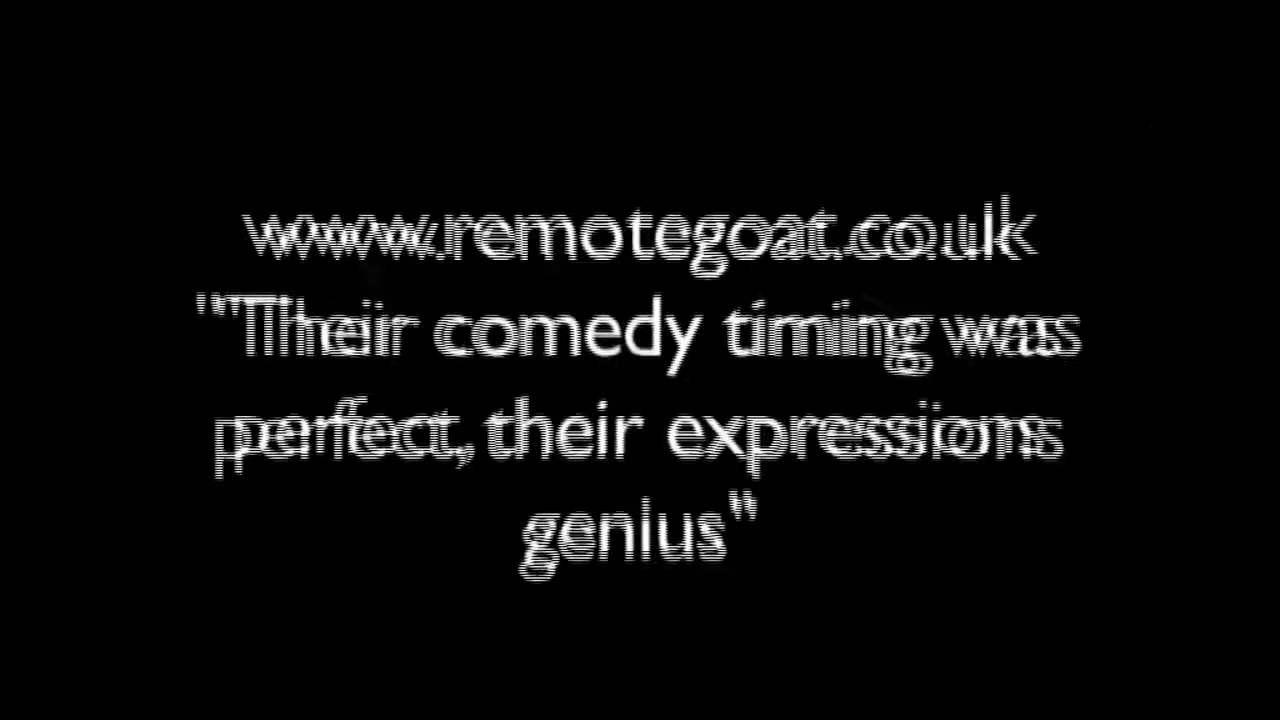 www.remotegoat.co.uk
"Their comedy timing was
perfect, their expressions
genius"